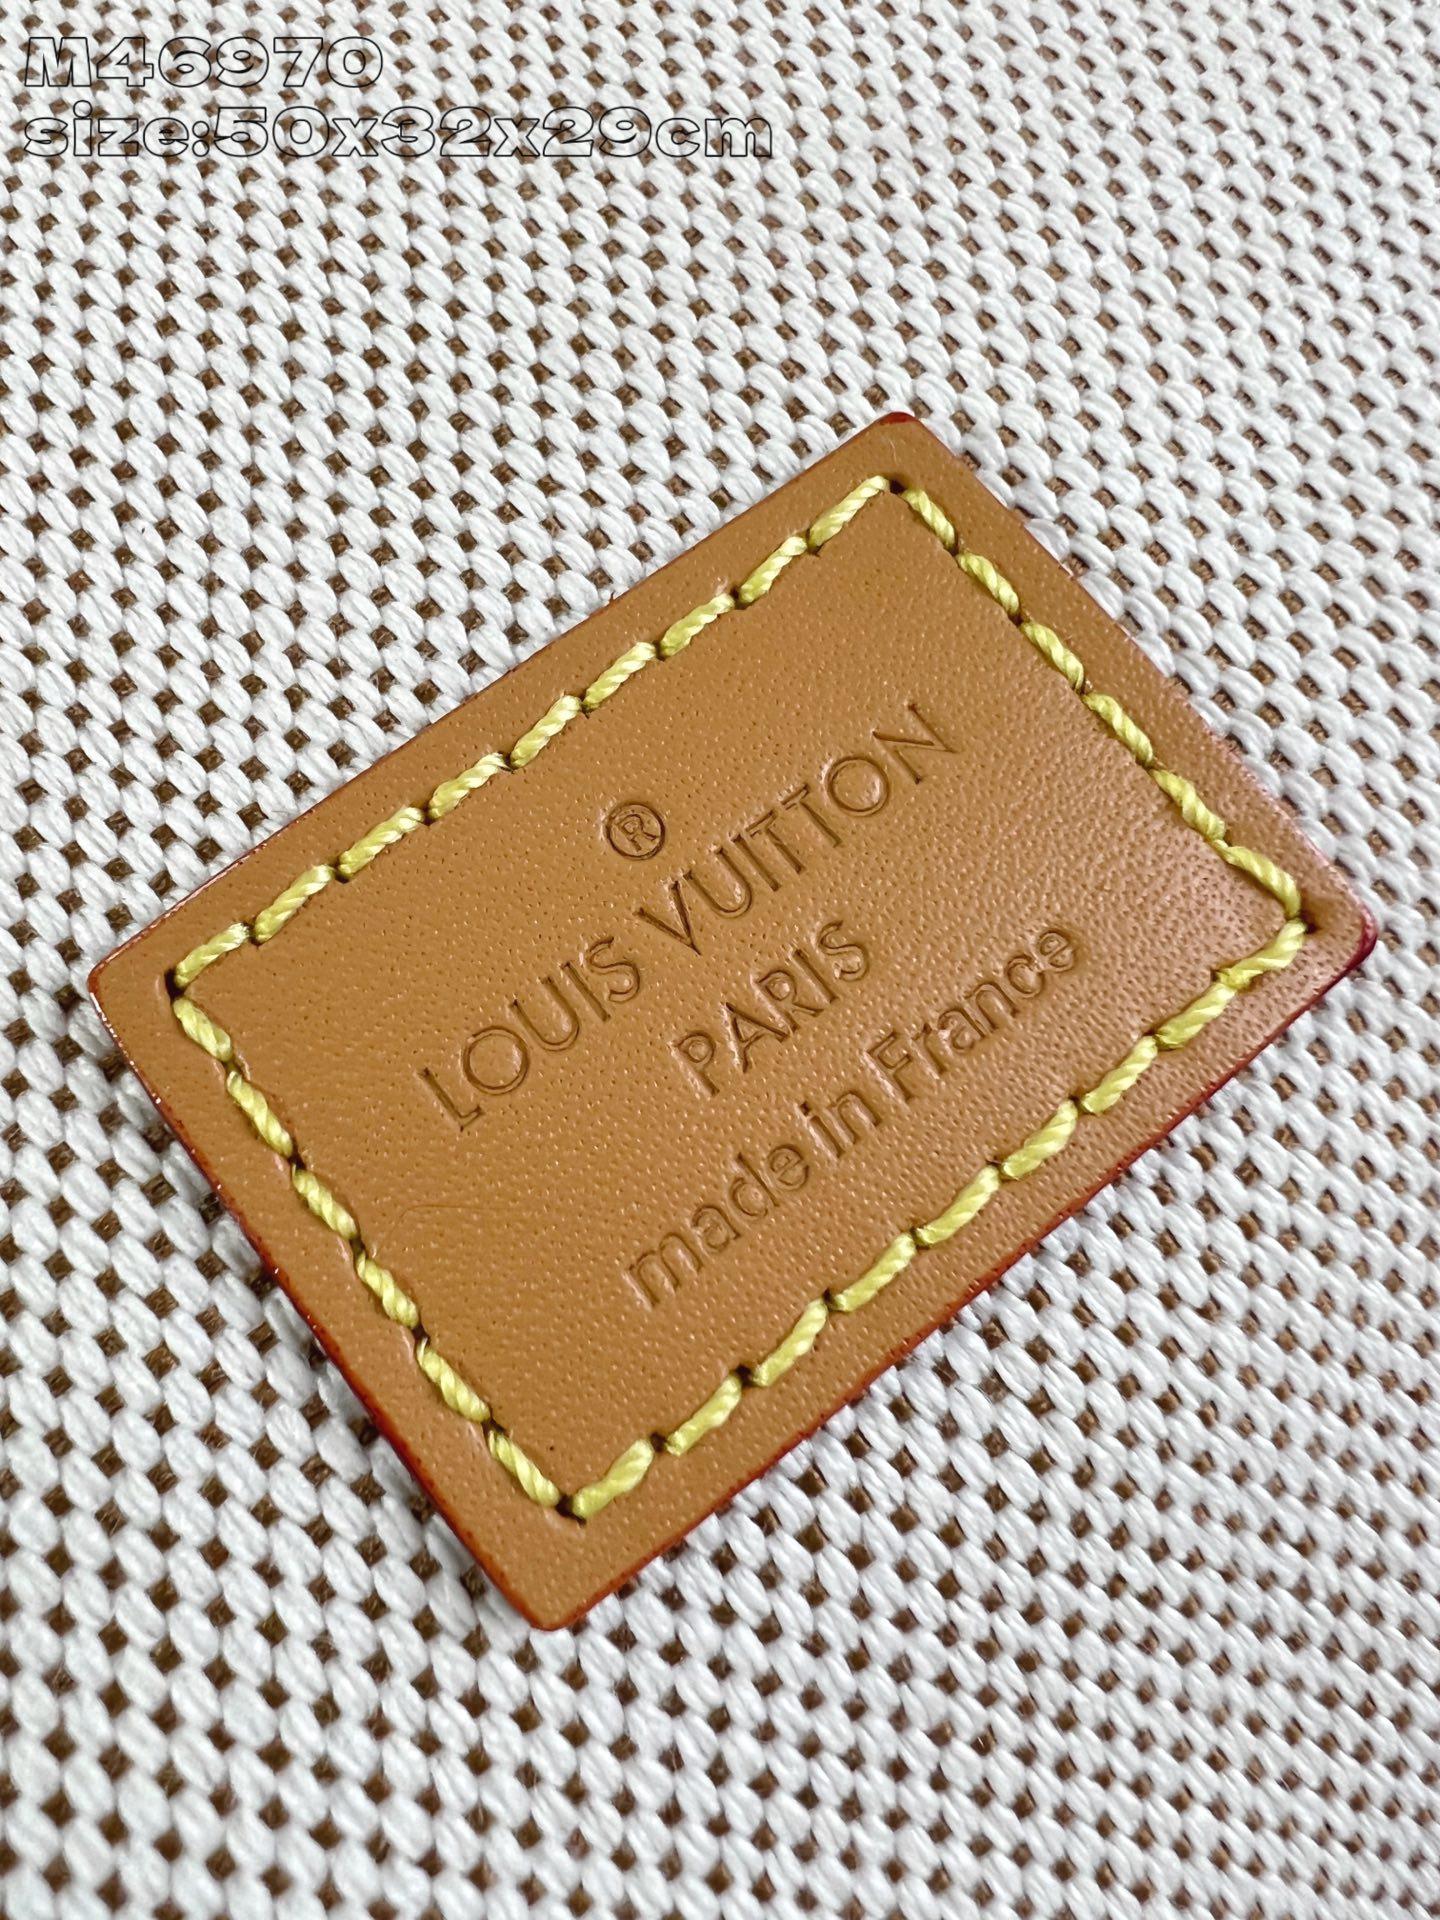 M46970
size:50x32x29cm
®
LOUIS VUITTON
PARIS
made in France